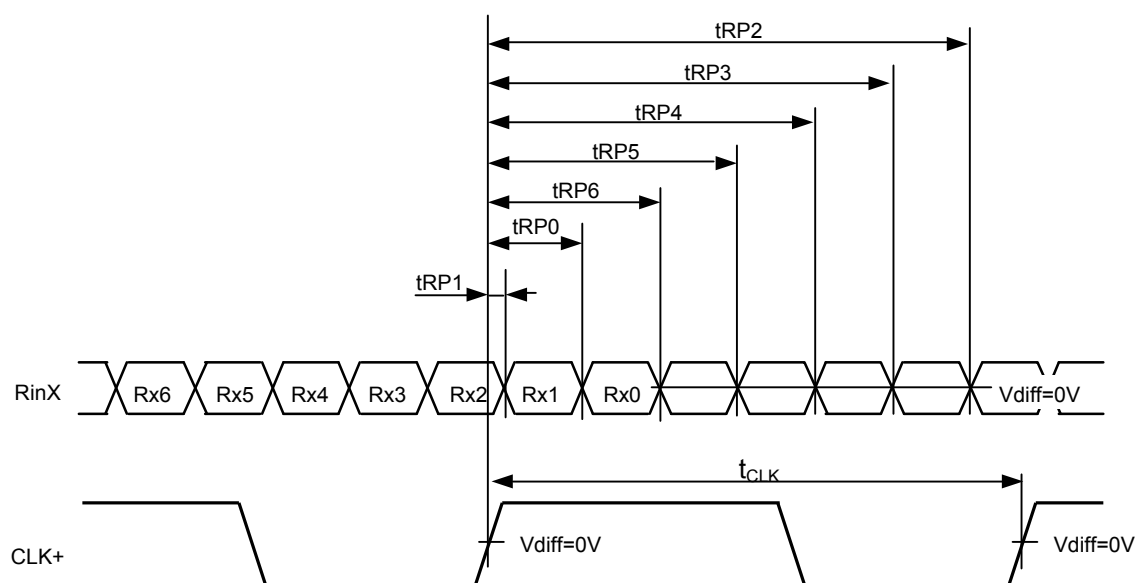 tRP2
tRP3
tRP4
tRP5
tRP6
tRP0
tRP1
RinX Rx6 Rx5 Rx4 Rx3 Rx2 Rx1 Rx0 Vdiff=0V
tCLK
CLK+ Vdiff=0V Vdiff=0V